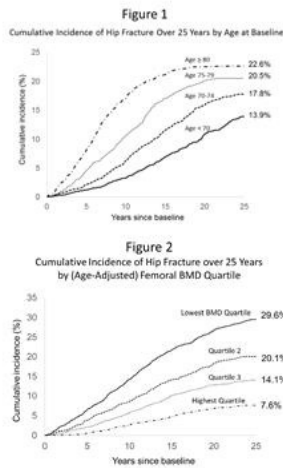 Figure 1
Cumulative Incidence of Hip Fracture Over 25 Years by Age at Baseline
Cumulative incidence (%)
25
20
15
10
5
0
Age ≥ 80
Age 75-79
Age 70-74
Age < 70
22.6%
20.5%
17.8%
13.9%
0
5
10
15
20
25
Years since baseline
Figure 2
Cumulative Incidence of Hip Fracture over 25 Years
by (Age-Adjusted) Femoral BMD Quartile
Cumulative incidence (%)
35
30
25
20
15
10
5
0
Lowest BMD Quartile
29.6%
Quartile 2
20.1%
Quartile 3
14.1%
Highest Quartile
7.6%
0
5
10
15
20
25
Years since baseline